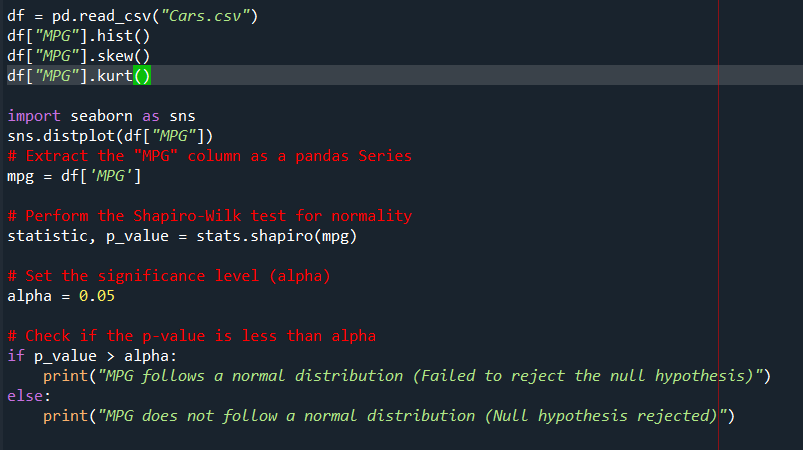 df = pd.read_csv("Cars.csv")
df["MPG"].hist()
df["MPG"].skew()
df["MPG"].kurt()
import seaborn as sns
sns.distplot(df["MPG"])
# Extract the "MPG" column as a pandas Series
mpg = df['MPG']
# Perform the Shapiro-Wilk test for normality
statistic, p_value = stats.shapiro(mpg)
# Set the significance level (alpha)
alpha = 0.05
# Check if the p-value is less than alpha
if p_value > alpha:
    print("MPG follows a normal distribution (Failed to reject the null hypothesis)")
else:
    print("MPG does not follow a normal distribution (Null hypothesis rejected)")